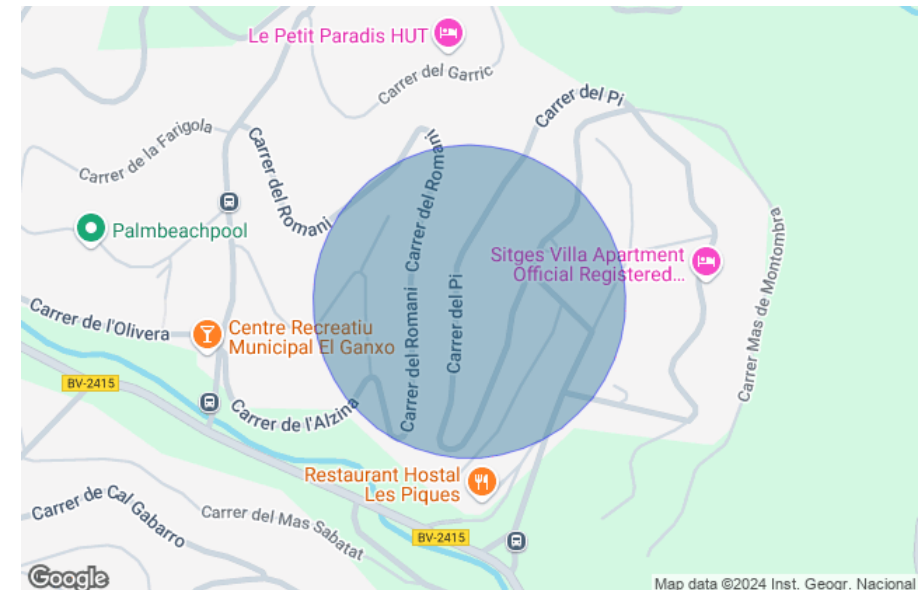 Le Petit Paradis HUT
Carrer del Garric
Carrer del Pi
Carrer de la Farigola
Carrer del Romani
Carrer del Romani
Palmbeachpool
Sitges Villa Apartment
Official Registered...
Carrer Mas de Montombra
Carrer del Romani
Carrer del Pi
Carrer de l'Olivera
Centre Recreatiu
Municipal El Ganxo
BV-2415
Carrer de l'Alzina
Restaurant Hostal
Les Piques
Carrer de Cal Gabarro
Carrer del Mas Sabatat
BV-2415
Google
Map data ©2024 Inst. Geogr. Nacional